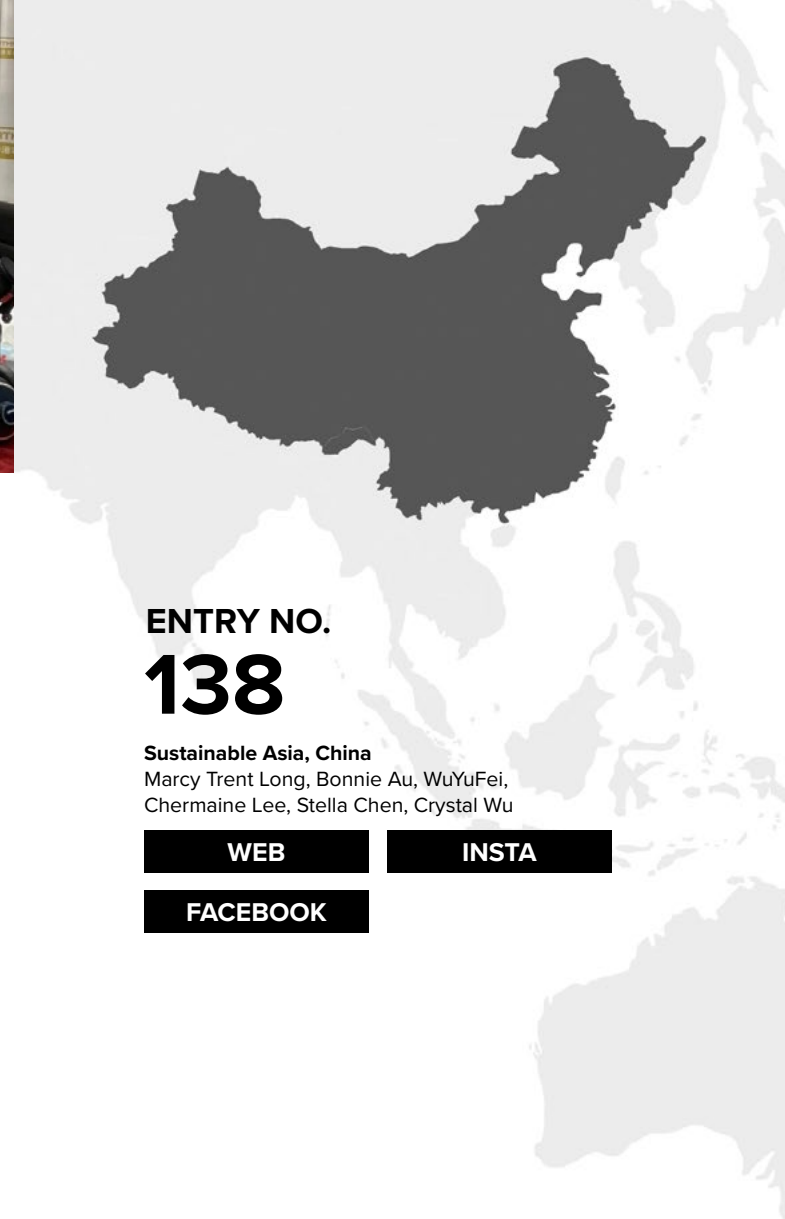 ENTRY NO.
138
Sustainable Asia, China
Marcy Trent Long, Bonnie Au, WuYuFei,
Chermaine Lee, Stella Chen, Crystal Wu
WEB
INSTA
FACEBOOK